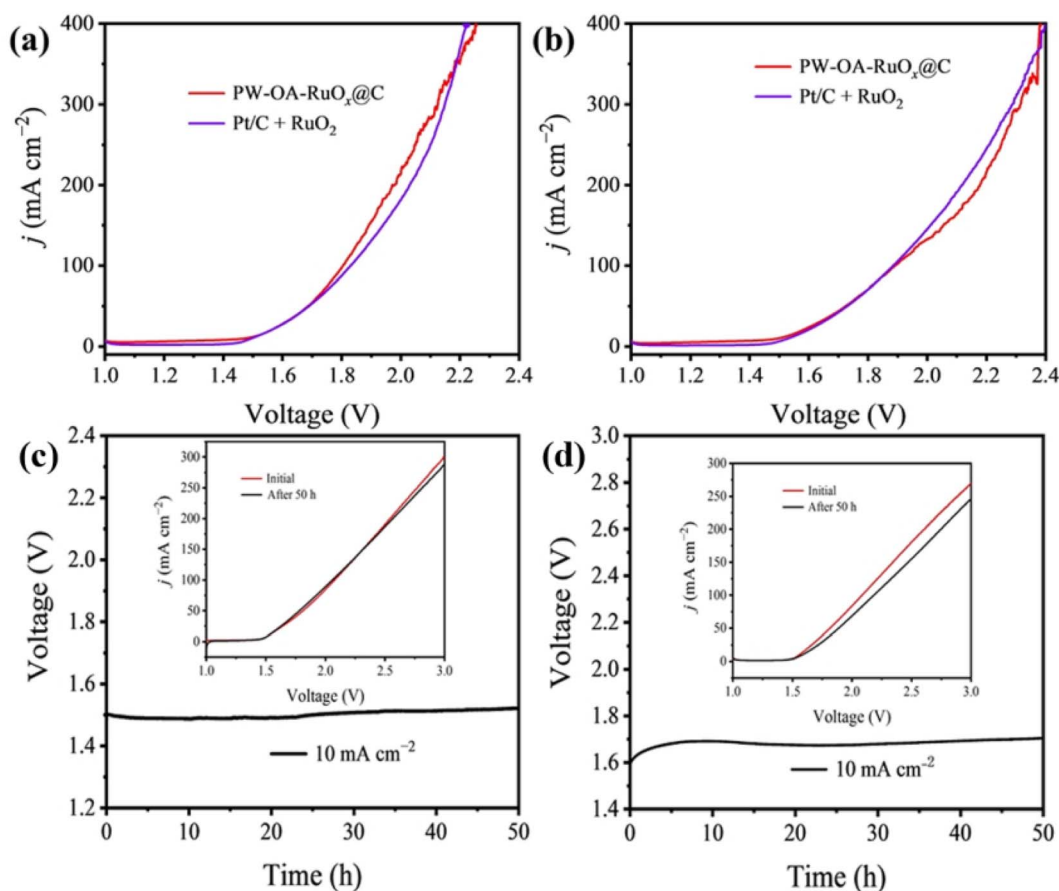 (a)
400
300
200
100
0
j (mA cm⁻²)
PW-OA-RuOₓ@C
Pt/C + RuO₂
1.0 1.2 1.4 1.6 1.8 2.0 2.2 2.4
Voltage (V)
(b)
400
300
200
100
0
j (mA cm⁻²)
PW-OA-RuOₓ@C
Pt/C + RuO₂
1.0 1.2 1.4 1.6 1.8 2.0 2.2 2.4
Voltage (V)
(c)
2.4
2.2
2.0
1.8
1.6
1.4
1.2
Voltage (V)
300
250
200
150
100
50
0
j (mA cm⁻²)
Initial
After 50 h
1.0 1.5 2.0 2.5 3.0
Voltage (V)
10 mA cm⁻²
0 10 20 30 40 50
Time (h)
(d)
3.0
2.8
2.6
2.4
2.2
2.0
1.8
1.6
1.4
Voltage (V)
300
250
200
150
100
50
0
j (mA cm⁻²)
Initial
After 50 h
1.0 1.5 2.0 2.5 3.0
Voltage (V)
10 mA cm⁻²
0 10 20 30 40 50
Time (h)